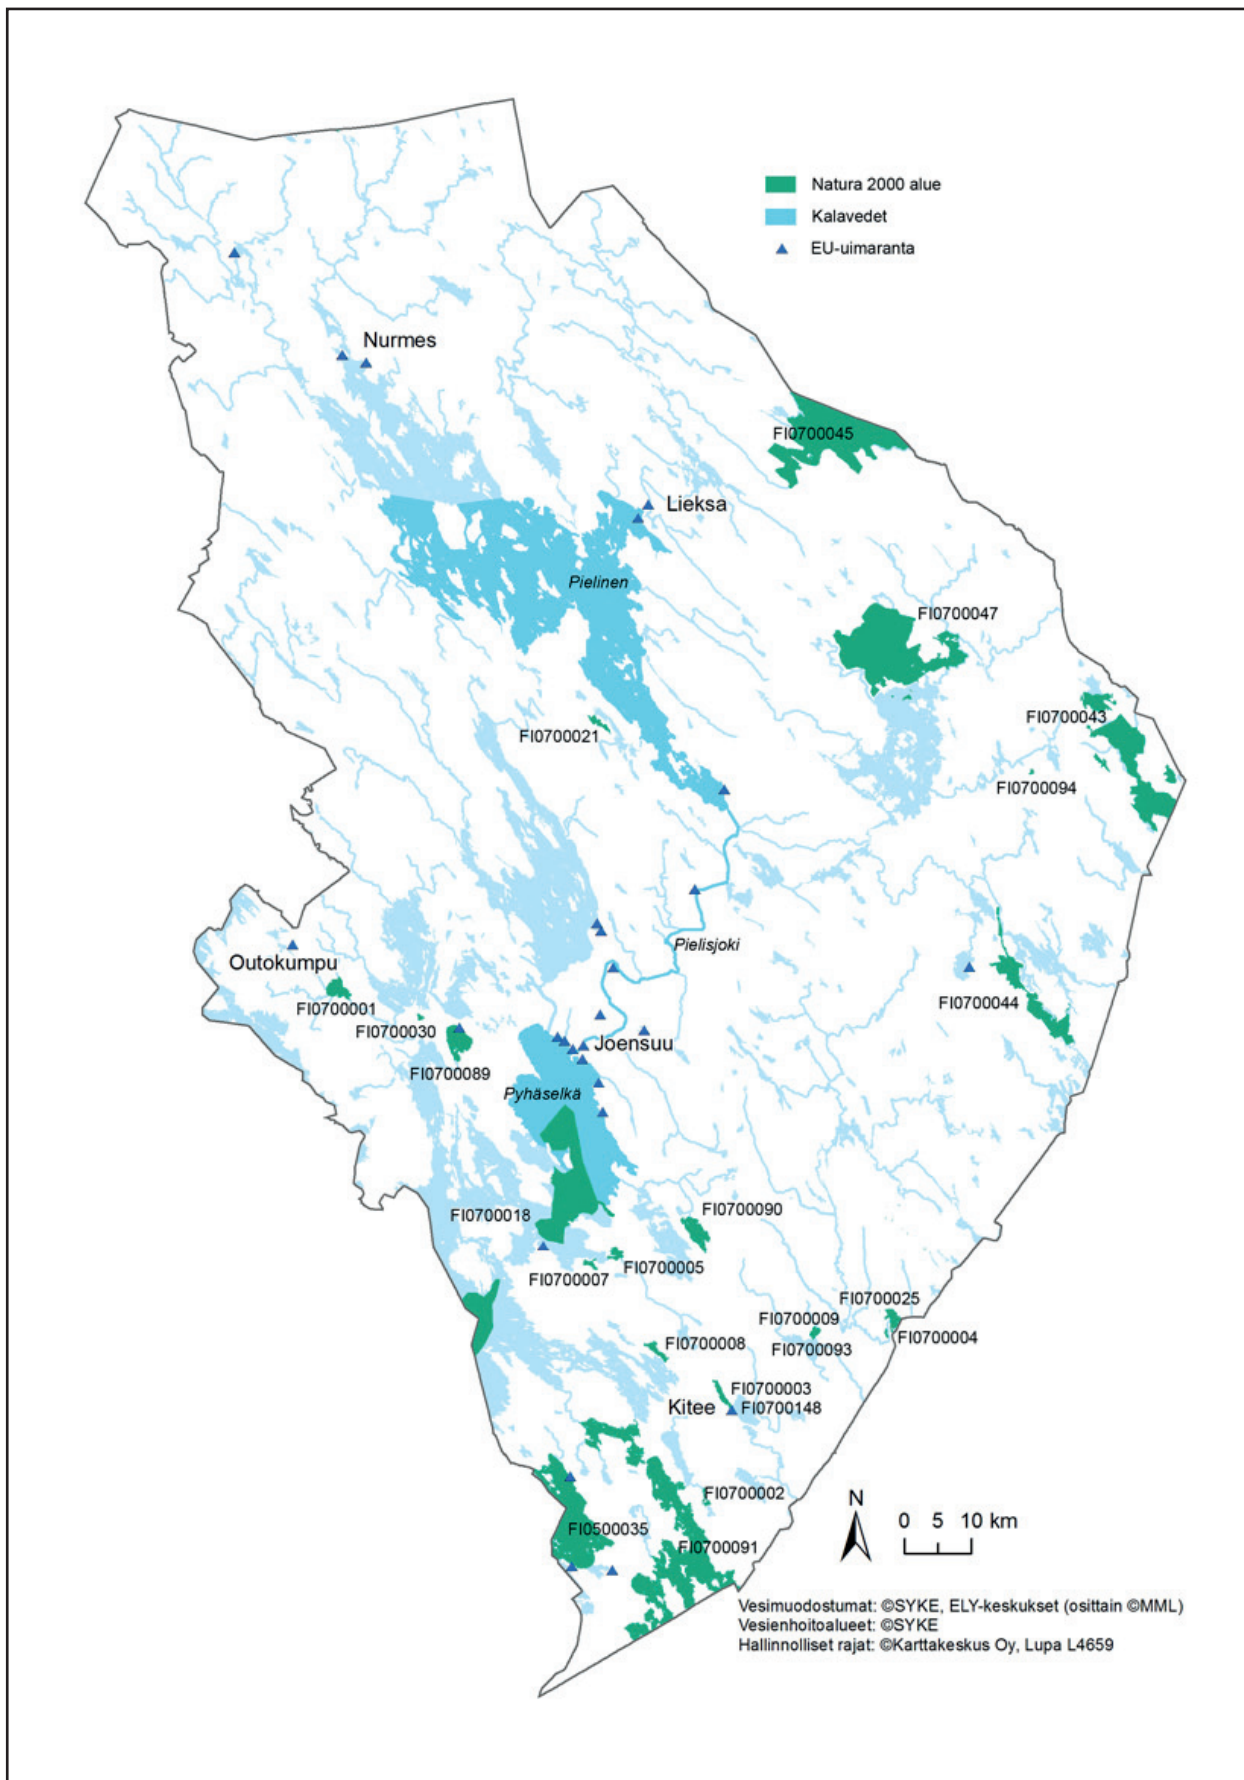 Natura 2000 alue
Kalavedet
EU-uimaranta
Nurmes
FI0700045
Lieksa
Pielinen
FI0700047
FI0700043
FI0700021
FI0700094
Pielisjoki
Outokumpu
FI0700044
FI0700001
FI0700030
Joensuu
FI0700089
Pyhäselkä
FI0700018
FI0700090
FI0700005
FI0700007
FI0700025
FI0700009
FI0700004
FI0700008
FI0700093
FI0700003
Kitee
FI0700148
FI0700002
N
0 5 10 km
FI0500035
FI0700091
Vesimuodostumat: ©SYKE, ELY-keskukset (osittain ©MML)
Vesienhoitoalueet: ©SYKE
Hallinnolliset rajat: ©Karttakeskus Oy, Lupa L4659